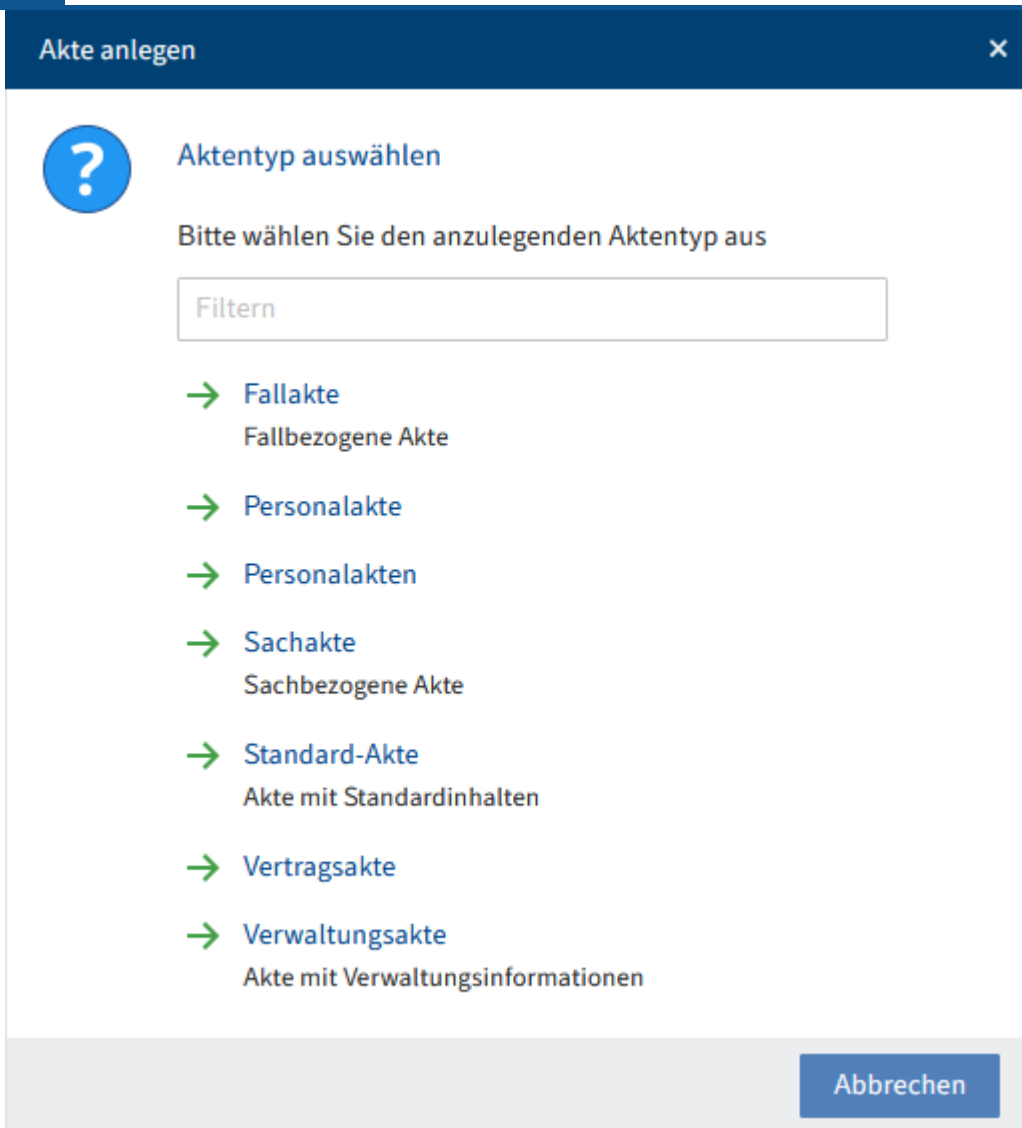 Akte anlegen
Aktentyp auswählen
Bitte wählen Sie den anzulegenden Aktentyp aus
Filtern
Fallakte
Fallbezogene Akte
Personalakte
Personalakten
Sachakte
Sachbezogene Akte
Standard-Akte
Akte mit Standardinhalten
Vertragsakte
Verwaltungsakte
Akte mit Verwaltungsinformationen
Abbrechen